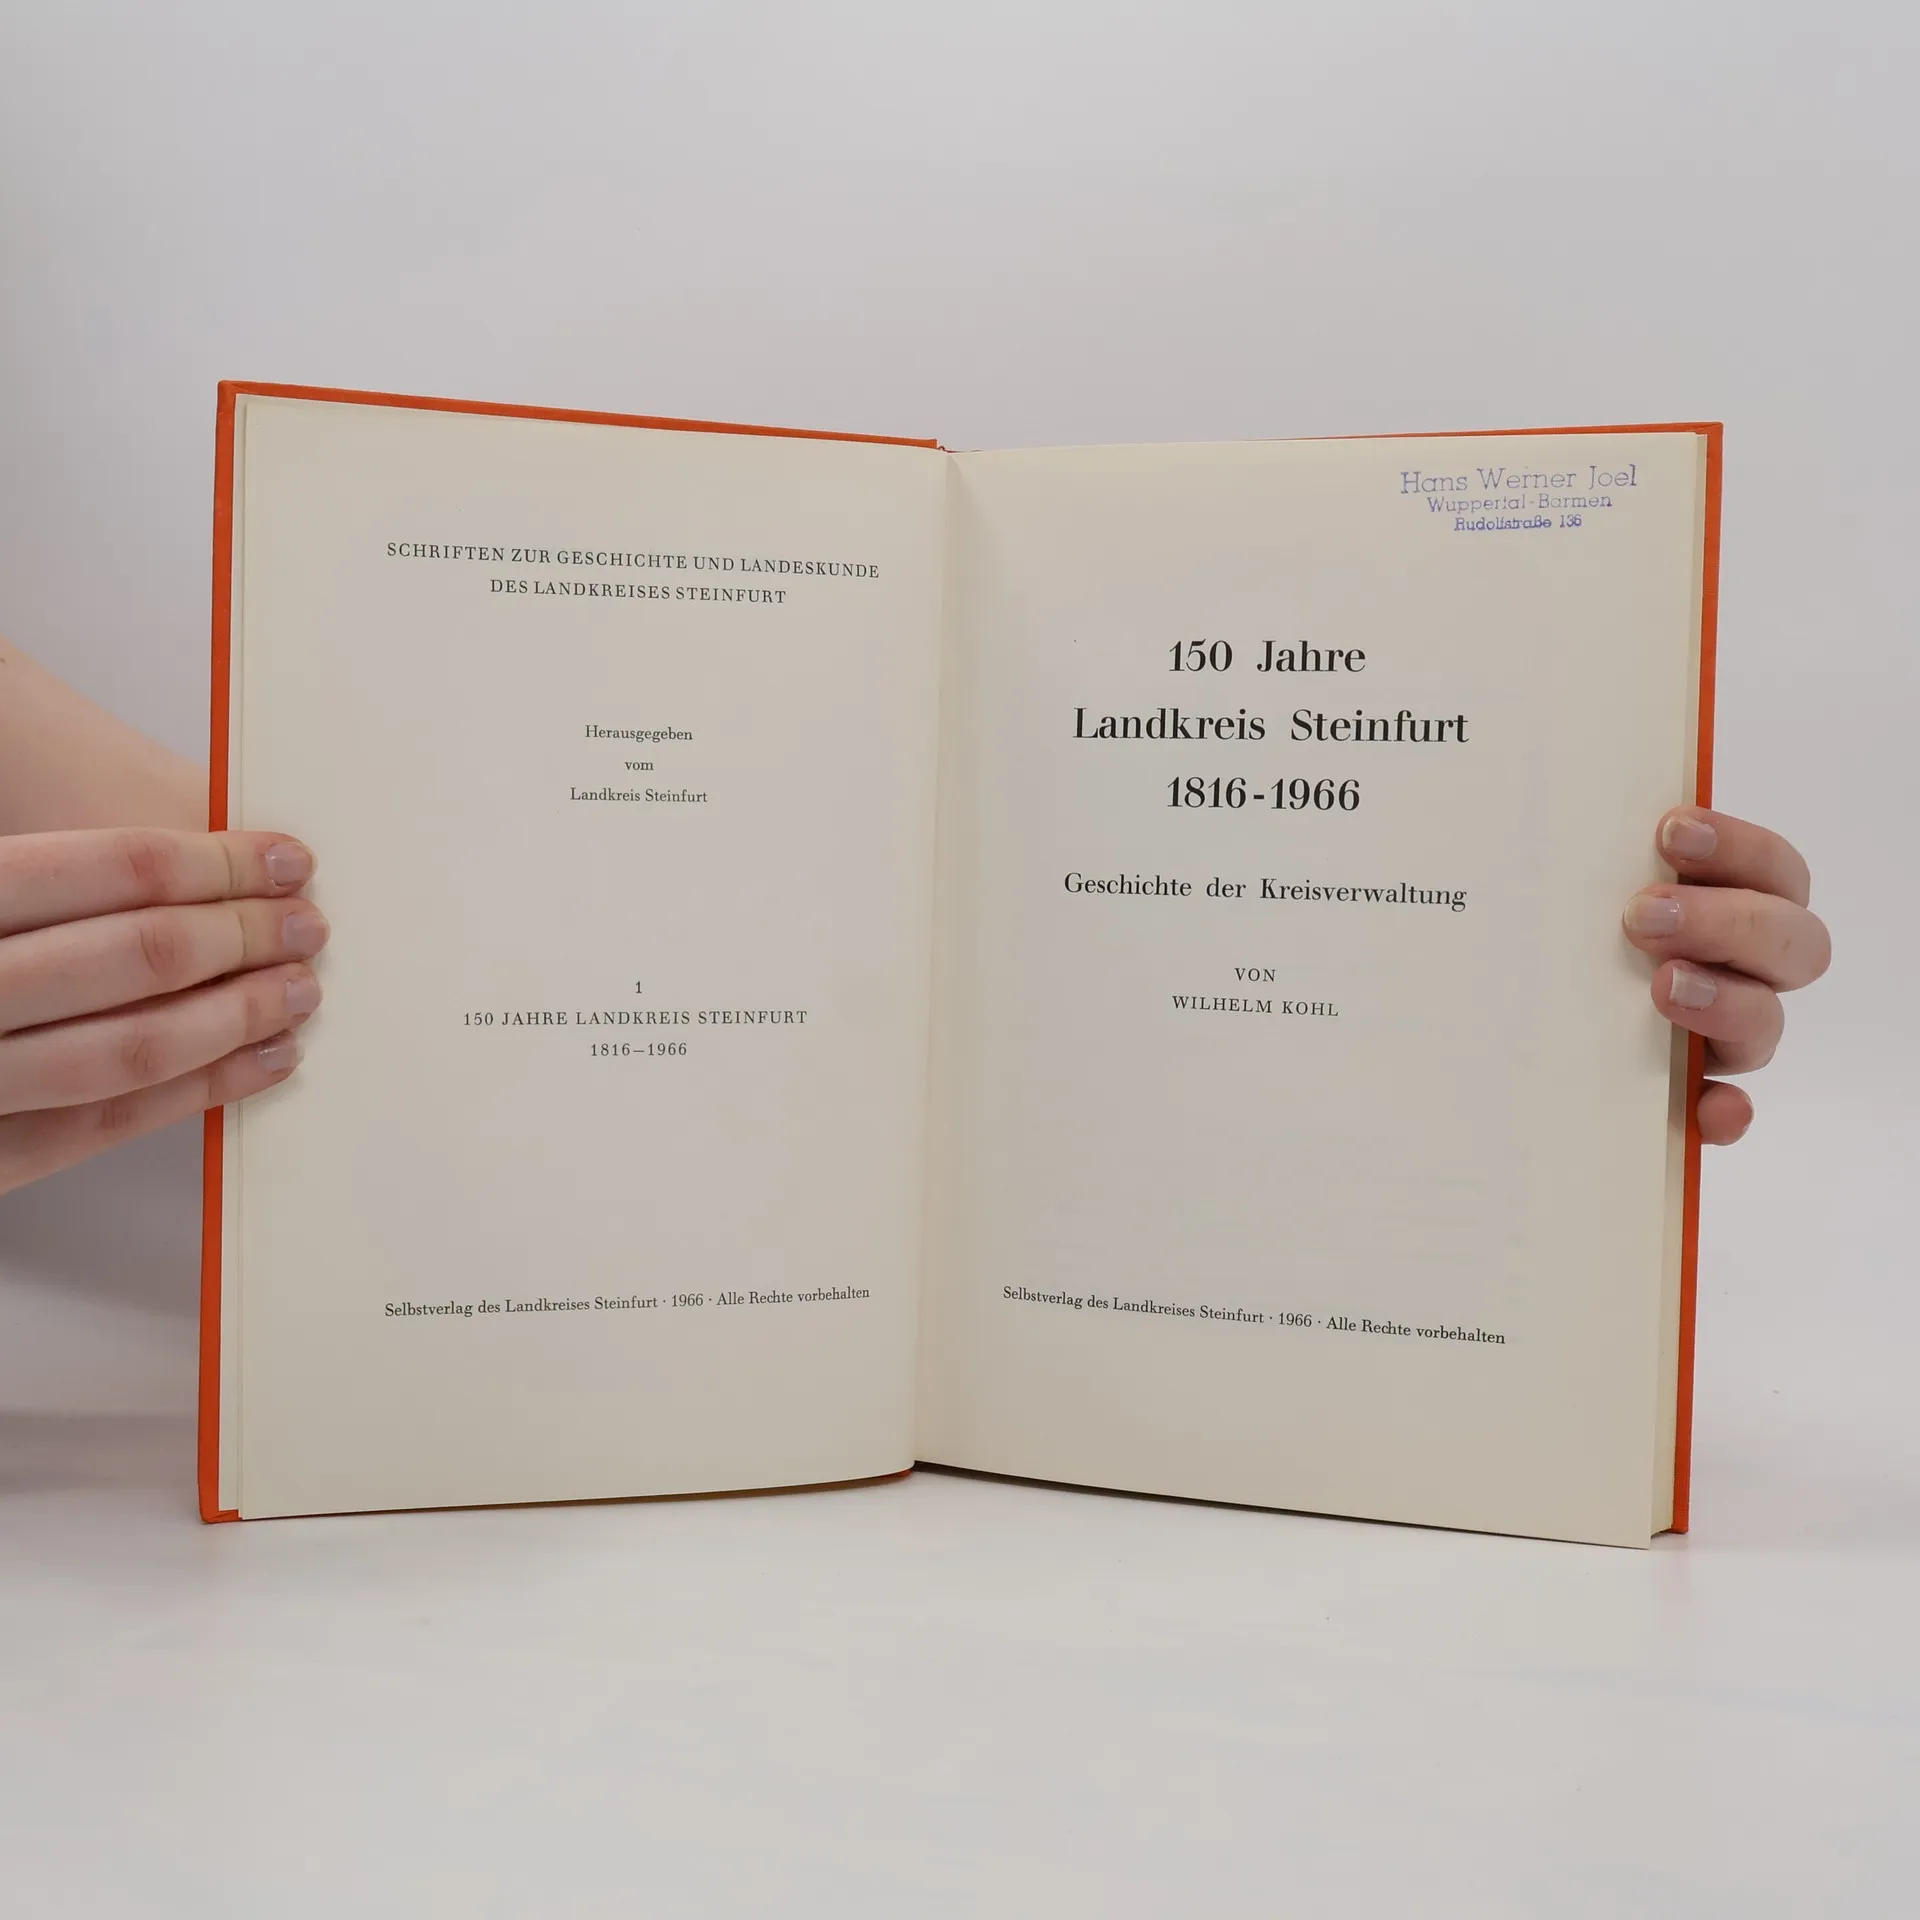 SCHRIFTEN ZUR GESCHICHTE UND LANDESKUNDE
DES LANDKREISES STEINFURT
Herausgegeben
vom
Landkreis Steinfurt
1
150 JAHRE LANDKREIS STEINFURT
1816–1966
Selbstverlag des Landkreises Steinfurt · 1966 · Alle Rechte vorbehalten
Hans Werner Joel
Wuppertal-Barmen
Rudolfstraße 136
150 Jahre
Landkreis Steinfurt
1816-1966
Geschichte der Kreisverwaltung
VON
WILHELM KOHL
Selbstverlag des Landkreises Steinfurt · 1966 · Alle Rechte vorbehalten